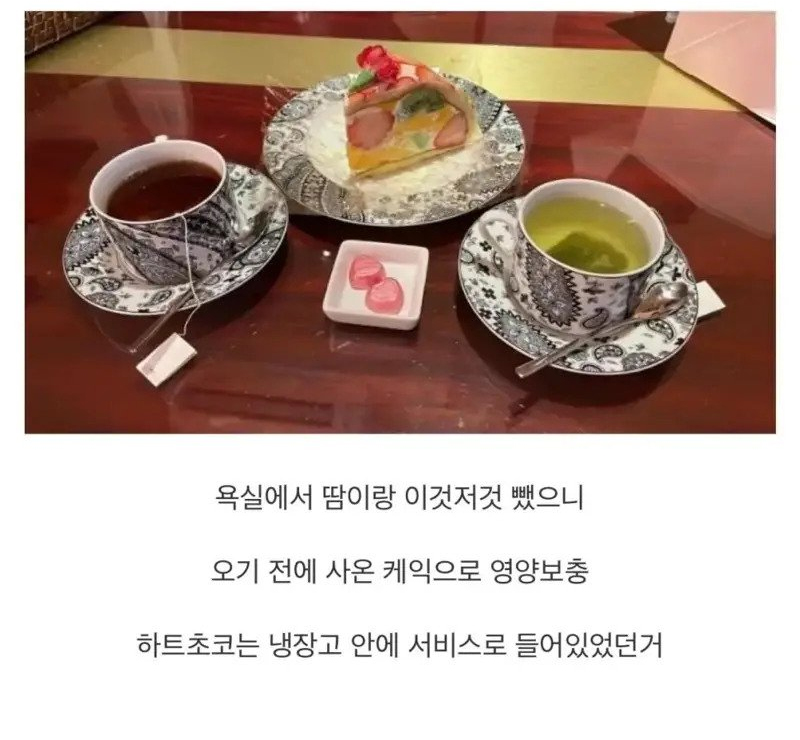 욕실에서 땀이랑 이것저것 뺐으니
오기 전에 사온 케익으로 영양보충
하트초코는 냉장고 안에 서비스로 들어있었던거